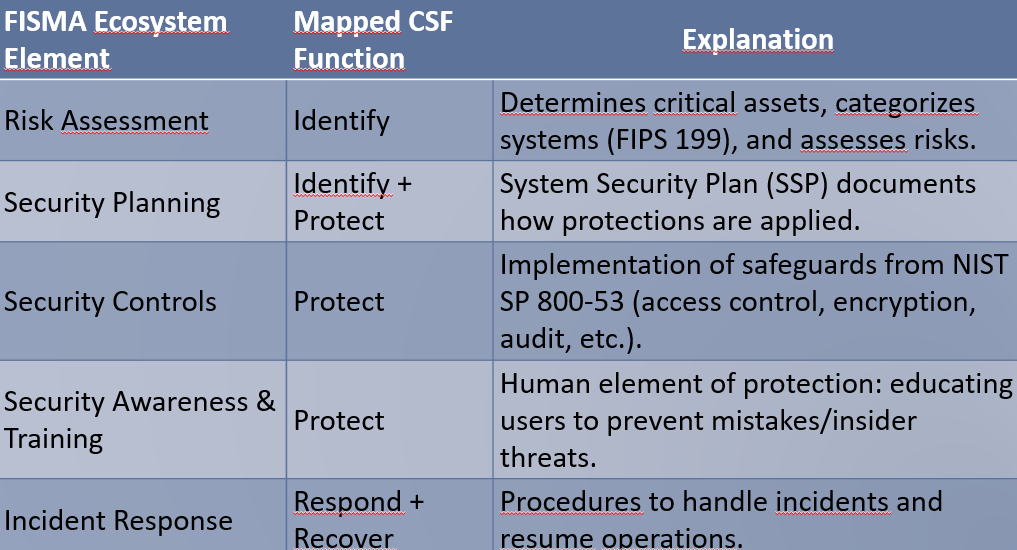 FISMA Ecosystem
Element
Mapped CSF
Function
Explanation
Risk Assessment
Identify
Determines critical assets, categorizes
systems (FIPS 199), and assesses risks.
Security Planning
Identify +
Protect
System Security Plan (SSP) documents
how protections are applied.
Security Controls
Protect
Implementation of safeguards from NIST
SP 800-53 (access control, encryption,
audit, etc.).
Security Awareness &
Training
Protect
Human element of protection: educating
users to prevent mistakes/insider
threats.
Incident Response
Respond +
Recover
Procedures to handle incidents and
resume operations.